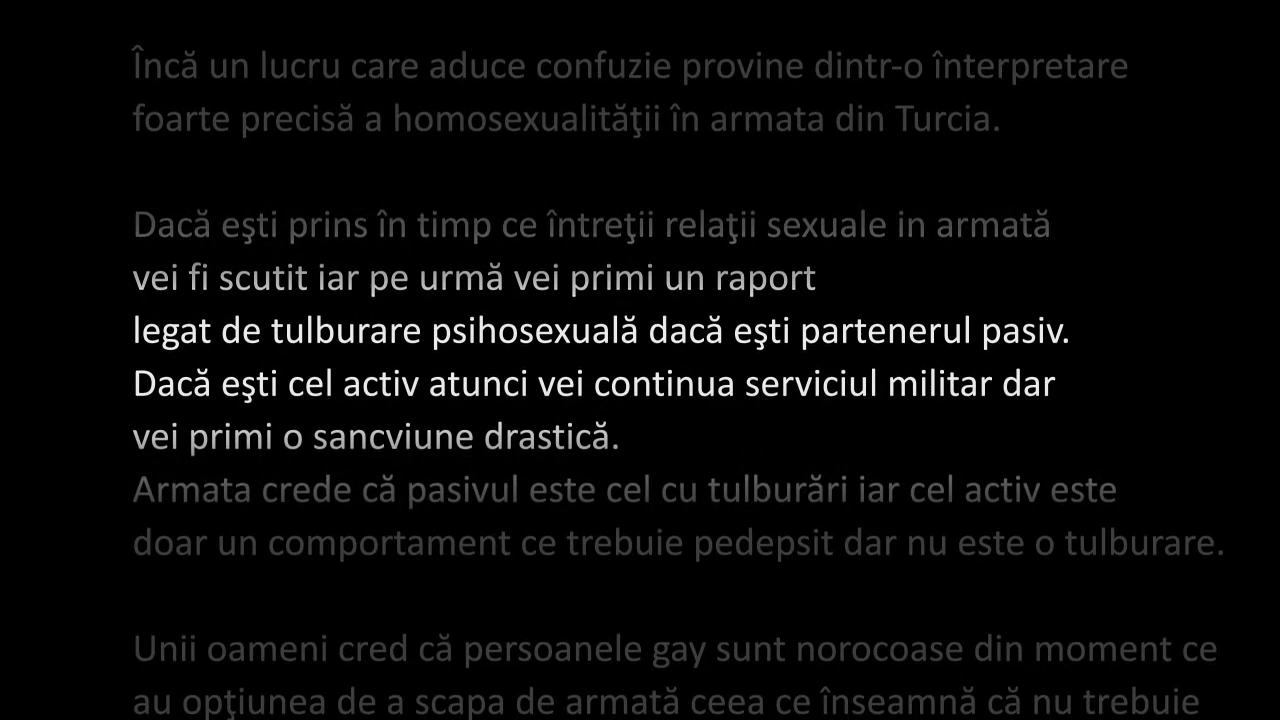 Încă un lucru care aduce confuzie provine dintr-o înterpretare
foarte precisă a homosexualităţii în armata din Turcia.
Dacă eşti prins în timp ce întreţii relaţii sexuale in armată
vei fi scutit iar pe urmă vei primi un raport
legat de tulburare psihosexuală dacă eşti partenerul pasiv.
Dacă eşti cel activ atunci vei continua serviciul militar dar
vei primi o sancviune drastică.
Armata crede că pasivul este cel cu tulburări iar cel activ este
doar un comportament ce trebuie pedepsit dar nu este o tulburare.
Unii oameni cred că persoanele gay sunt norocoase din moment ce
au opţiunea de a scapa de armată ceea ce înseamnă că nu trebuie